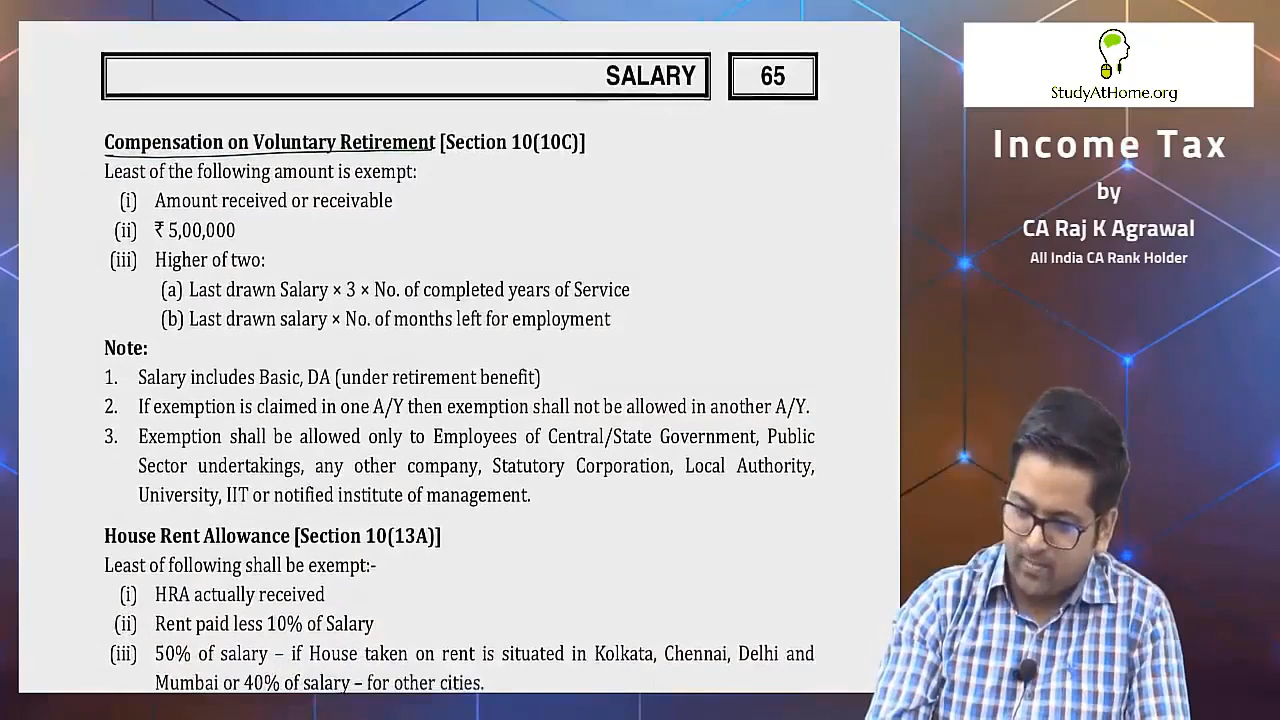 SALARY
65
Compensation on Voluntary Retirement [Section 10(10C)]
Least of the following amount is exempt:
(i) Amount received or receivable
(ii) ₹ 5,00,000
(iii) Higher of two:
(a) Last drawn Salary × 3 × No. of completed years of Service
(b) Last drawn salary × No. of months left for employment
Note:
1. Salary includes Basic, DA (under retirement benefit)
2. If exemption is claimed in one A/Y then exemption shall not be allowed in another A/Y.
3. Exemption shall be allowed only to Employees of Central/State Government, Public
Sector undertakings, any other company, Statutory Corporation, Local Authority,
University, IIT or notified institute of management.
House Rent Allowance [Section 10(13A)]
Least of following shall be exempt:-
(i) HRA actually received
(ii) Rent paid less 10% of Salary
(iii) 50% of salary – if House taken on rent is situated in Kolkata, Chennai, Delhi and
Mumbai or 40% of salary – for other cities.
StudyAtHome.org
Income Tax
by
CA Raj K Agrawal
All India CA Rank Holder